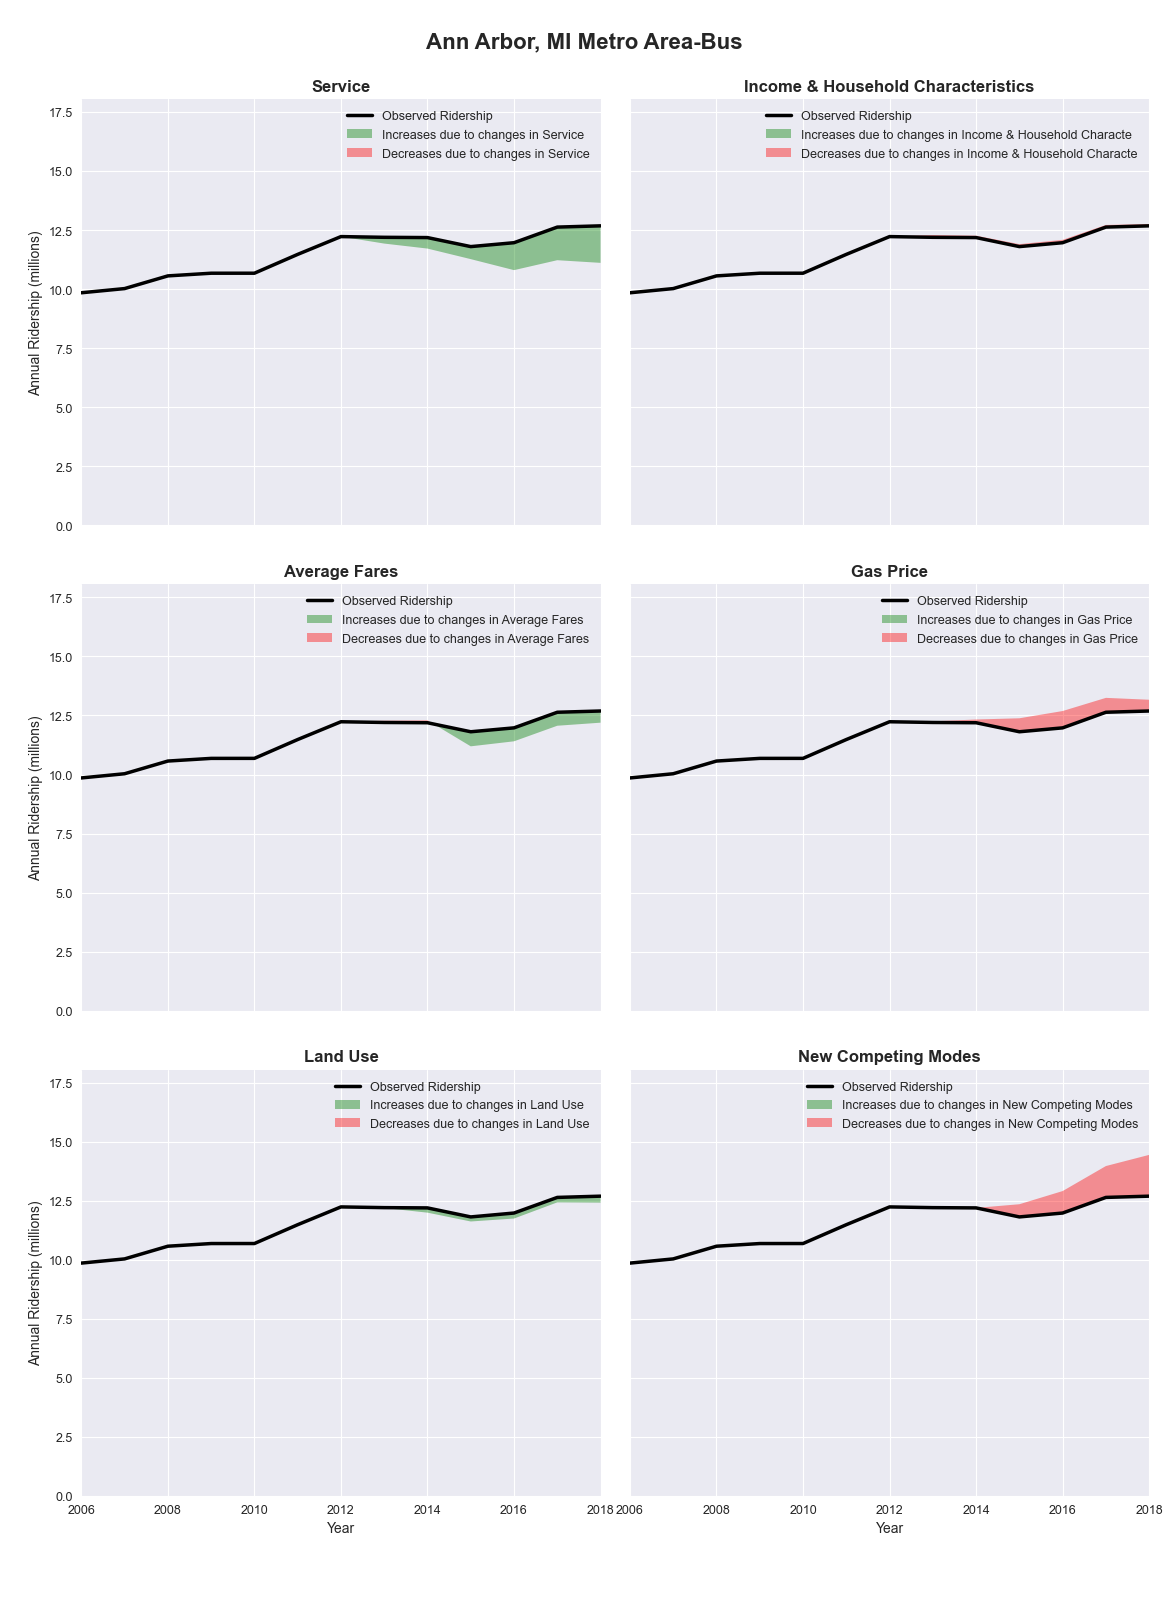 Ann Arbor, MI Metro Area-Bus
Service
Observed Ridership
Increases due to changes in Service
Decreases due to changes in Service
17.5
15.0
12.5
10.0
7.5
5.0
2.5
0.0
Annual Ridership (millions)
Income & Household Characteristics
Observed Ridership
Increases due to changes in Income & Household Characte
Decreases due to changes in Income & Household Characte
Average Fares
Observed Ridership
Increases due to changes in Average Fares
Decreases due to changes in Average Fares
17.5
15.0
12.5
10.0
7.5
5.0
2.5
0.0
Annual Ridership (millions)
Gas Price
Observed Ridership
Increases due to changes in Gas Price
Decreases due to changes in Gas Price
Land Use
Observed Ridership
Increases due to changes in Land Use
Decreases due to changes in Land Use
17.5
15.0
12.5
10.0
7.5
5.0
2.5
0.0
Annual Ridership (millions)
2006 2008 2010 2012 2014 2016 2018
Year
New Competing Modes
Observed Ridership
Increases due to changes in New Competing Modes
Decreases due to changes in New Competing Modes
2006 2008 2010 2012 2014 2016 2018
Year